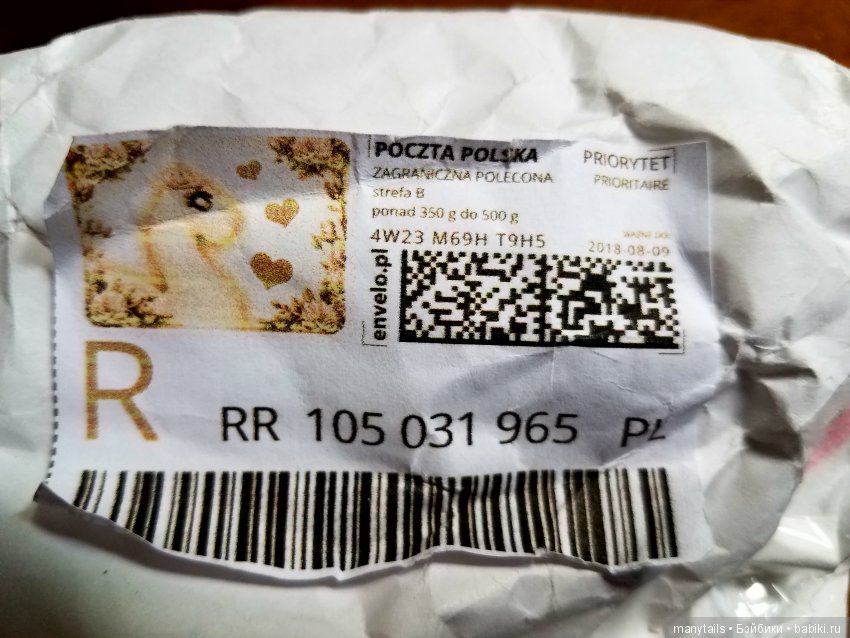 POCZTA POLSKA
ZAGRANICZNA POLECONA
strefa B
ponad 350 g do 500 g
4W23 M69H T9H5
PRIORYTET
PRIORITAIRE
WAŻNE DO:
2018-08-09
envelo.pl
R
RR 105 031 965 PL
manytails • Бэйбики • babiki.ru